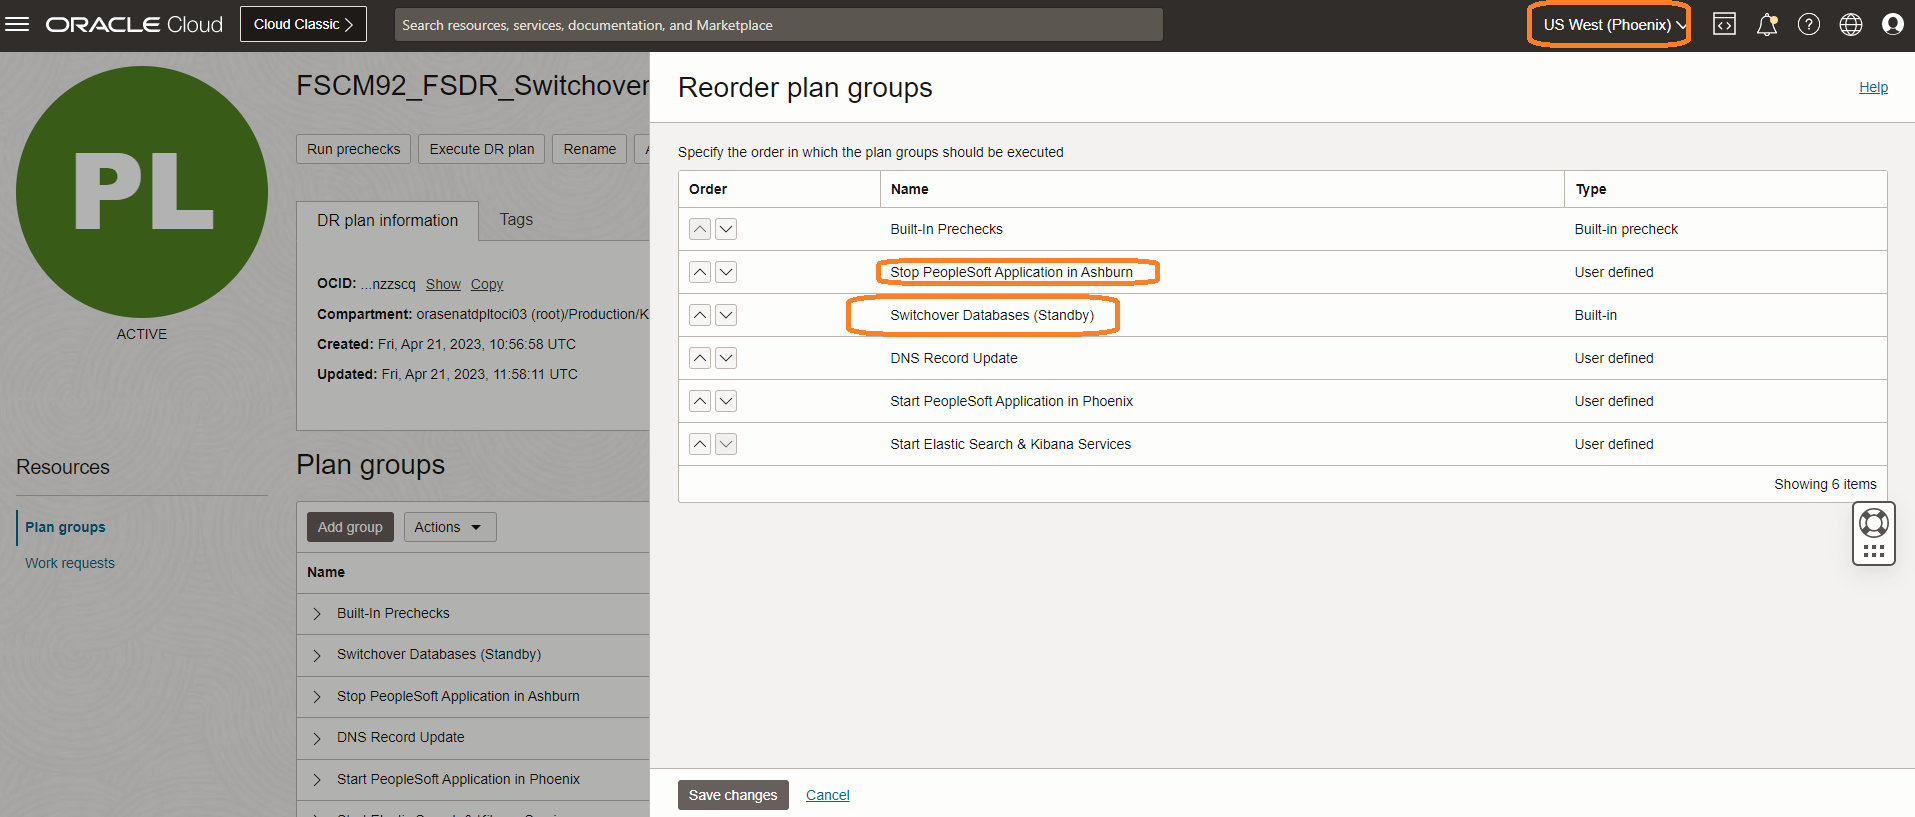 ORACLE Cloud
Cloud Classic
Search resources, services, documentation, and Marketplace
US West (Phoenix)
PL
ACTIVE
FSCM92_FSDR_Switchover
Run prechecks
Execute DR plan
Rename
DR plan information
Tags
OCID: ...nzzscq Show Copy
Compartment: orasenatdpltoci03 (root)/Production/K
Created: Fri, Apr 21, 2023, 10:56:58 UTC
Updated: Fri, Apr 21, 2023, 11:58:11 UTC
Resources
Plan groups
Work requests
Plan groups
Add group
Actions
Name
Built-In Prechecks
Switchover Databases (Standby)
Stop PeopleSoft Application in Ashburn
DNS Record Update
Start PeopleSoft Application in Phoenix
Reorder plan groups
Help
Specify the order in which the plan groups should be executed
Order Name Type
Built-In Prechecks Built-in precheck
Stop PeopleSoft Application in Ashburn User defined
Switchover Databases (Standby) Built-in
DNS Record Update User defined
Start PeopleSoft Application in Phoenix User defined
Start Elastic Search & Kibana Services User defined
Showing 6 items
Save changes
Cancel